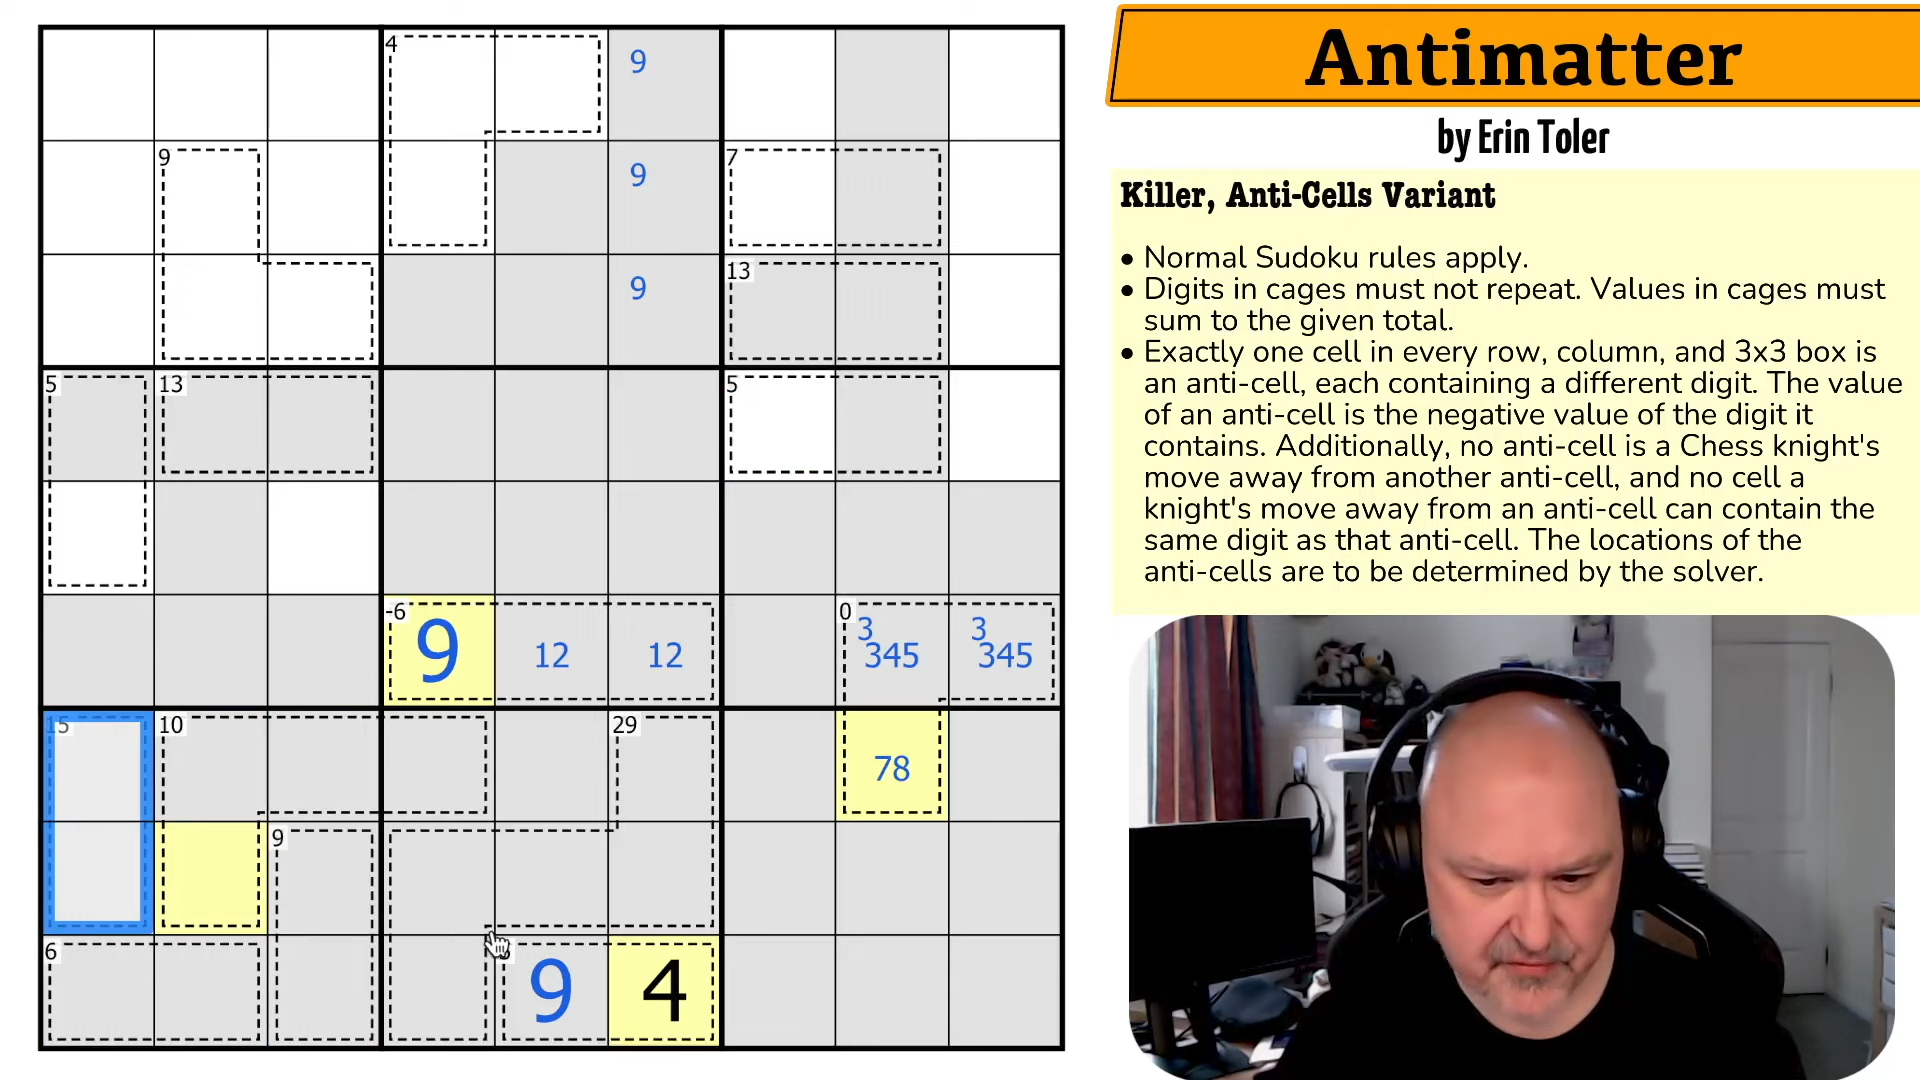 Antimatter
by Erin Toler
Killer, Anti-Cells Variant
• Normal Sudoku rules apply.
• Digits in cages must not repeat. Values in cages must
sum to the given total.
• Exactly one cell in every row, column, and 3x3 box is
an anti-cell, each containing a different digit. The value
of an anti-cell is the negative value of the digit it
contains. Additionally, no anti-cell is a Chess knight's
move away from another anti-cell, and no cell a
knight's move away from an anti-cell can contain the
same digit as that anti-cell. The locations of the
anti-cells are to be determined by the solver.
4 9
9 9 7
9 13
5 13 5
-6 9 12 12 0 3 345 3 345
15 10 29 78
9
6 9 4